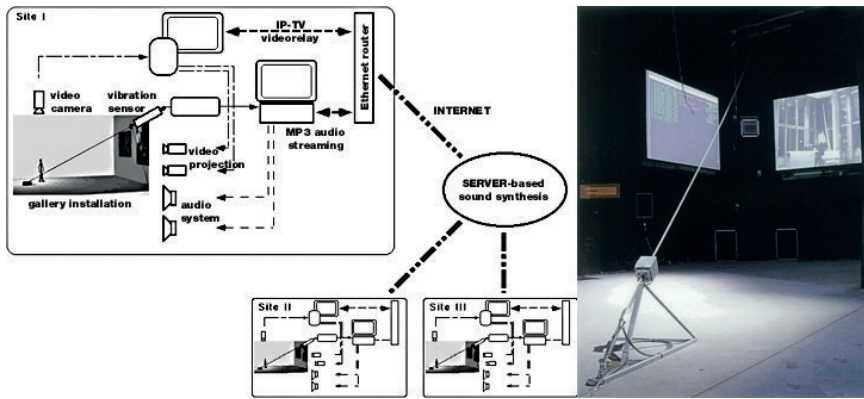 Site I
IP-TV
videorelay
Ethernet router
video
camera
vibration
sensor
MP3 audio
streaming
INTERNET
video
projection
gallery installation
audio
system
SERVER-based
sound synthesis
Site II
Site III